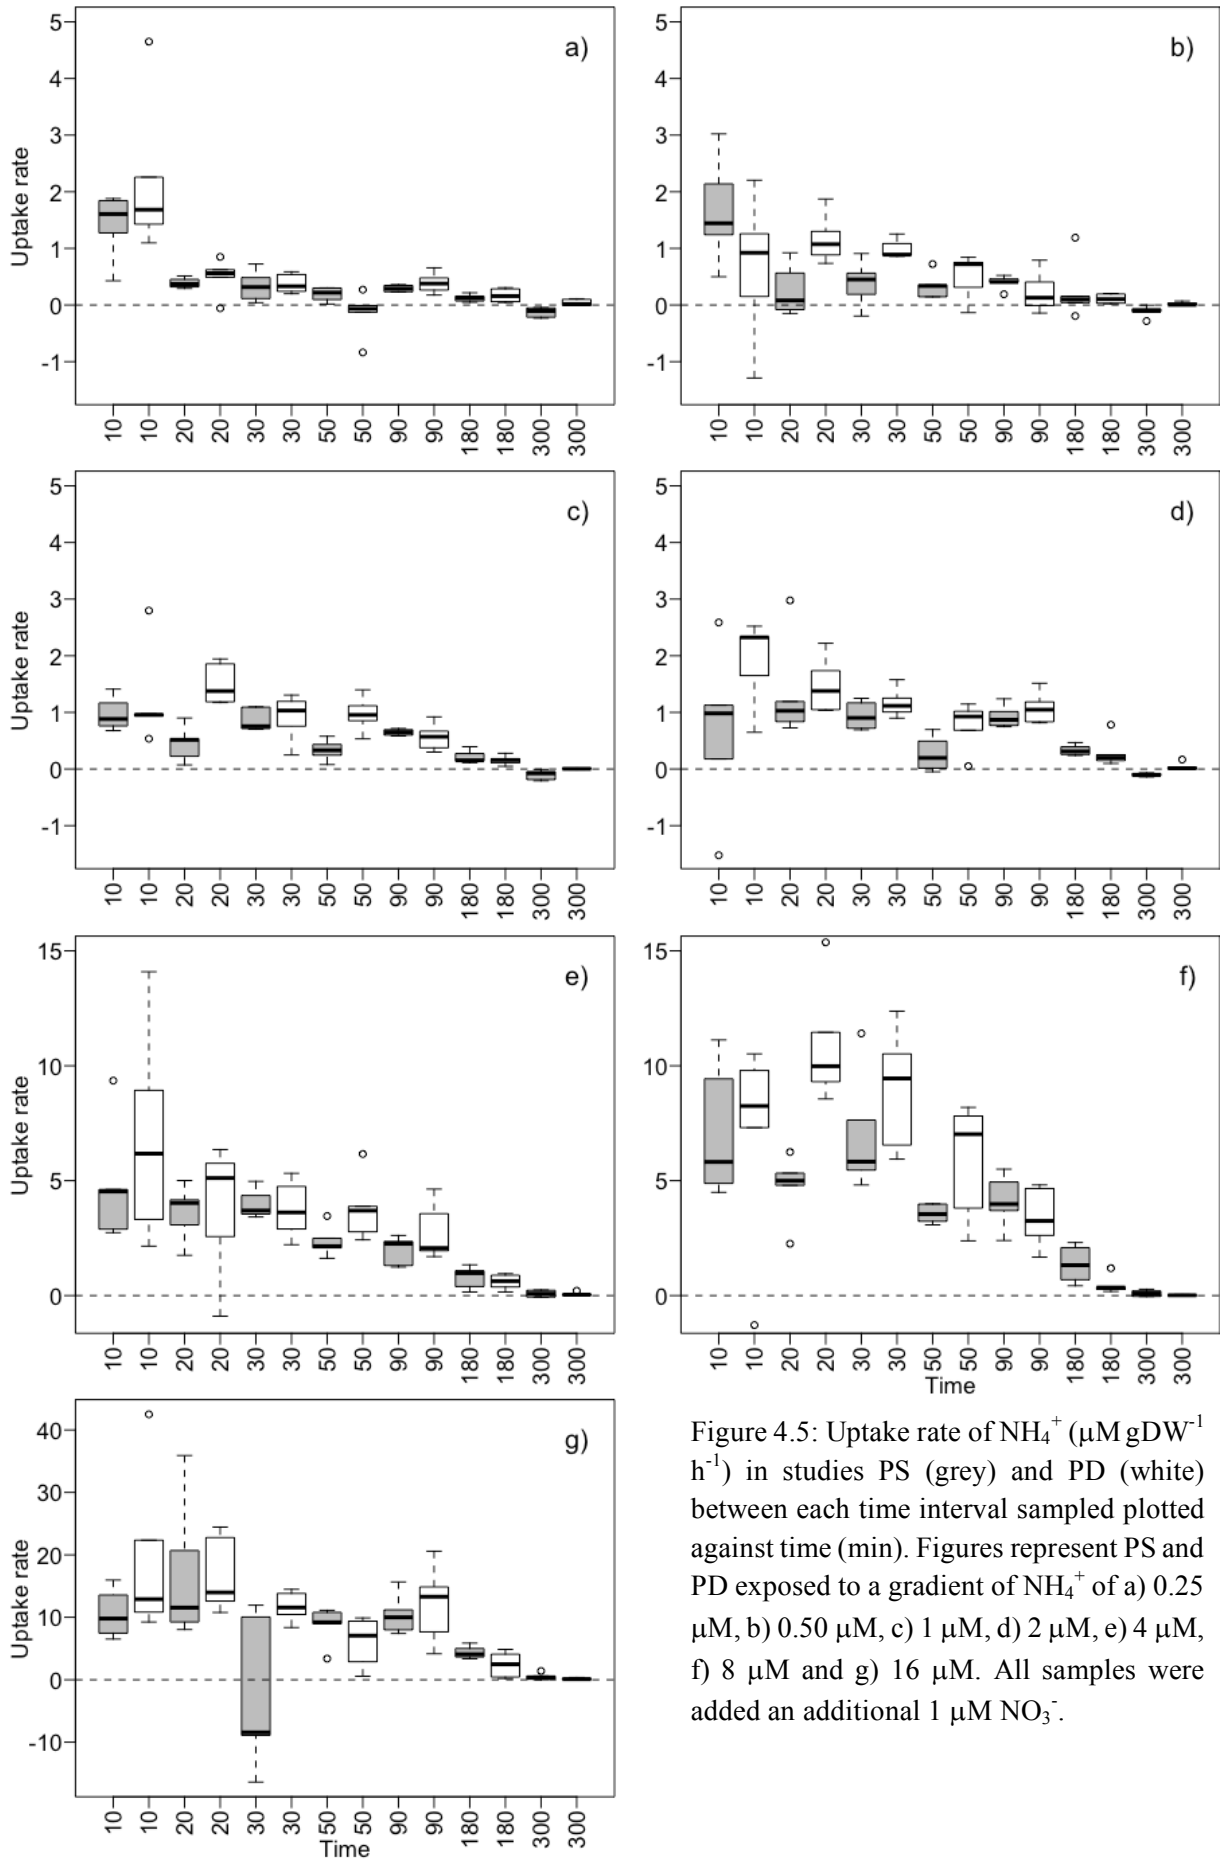 a)
5
4
3
2
1
0
-1
Uptake rate
10 10 20 20 30 30 50 50 90 90 180 180 300 300
b)
5
4
3
2
1
0
-1
10 10 20 20 30 30 50 50 90 90 180 180 300 300
c)
5
4
3
2
1
0
-1
Uptake rate
10 10 20 20 30 30 50 50 90 90 180 180 300 300
d)
5
4
3
2
1
0
-1
10 10 20 20 30 30 50 50 90 90 180 180 300 300
e)
15
10
5
0
Uptake rate
10 10 20 20 30 30 50 50 90 90 180 180 300 300
f)
15
10
5
0
10 10 20 20 30 30 50 50 90 90 180 180 300 300
Time
g)
40
30
20
10
0
-10
Uptake rate
10 10 20 20 30 30 50 50 90 90 180 180 300 300
Time
Figure 4.5: Uptake rate of NH₄⁺ (µM gDW⁻¹
h⁻¹) in studies PS (grey) and PD (white)
between each time interval sampled plotted
against time (min). Figures represent PS and
PD exposed to a gradient of NH₄⁺ of a) 0.25
µM, b) 0.50 µM, c) 1 µM, d) 2 µM, e) 4 µM,
f) 8 µM and g) 16 µM. All samples were
added an additional 1 µM NO₃⁻.